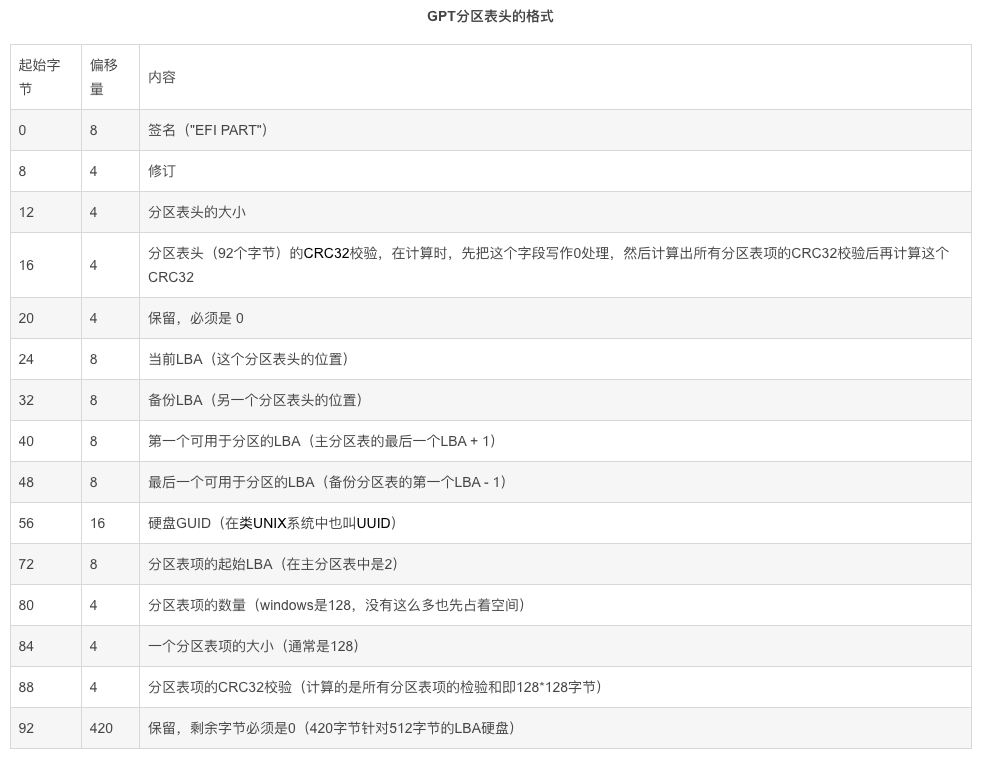 GPT分区表头的格式
起始字节 偏移量 内容
0 8 签名（"EFI PART"）
8 4 修订
12 4 分区表头的大小
16 4 分区表头（92个字节）的CRC32校验，在计算时，先把这个字段写作0处理，然后计算出所有分区表项的CRC32校验后再计算这个
CRC32
20 4 保留，必须是 0
24 8 当前LBA（这个分区表头的位置）
32 8 备份LBA（另一个分区表头的位置）
40 8 第一个可用于分区的LBA（主分区表的最后一个LBA + 1）
48 8 最后一个可用于分区的LBA（备份分区表的第一个LBA - 1）
56 16 硬盘GUID（在类UNIX系统中也叫UUID）
72 8 分区表项的起始LBA（在主分区表中是2）
80 4 分区表项的数量（windows是128，没有这么多也先占着空间）
84 4 一个分区表项的大小（通常是128）
88 4 分区表项的CRC32校验（计算的是所有分区表项的检验和即128*128字节）
92 420 保留，剩余字节必须是0（420字节针对512字节的LBA硬盘）